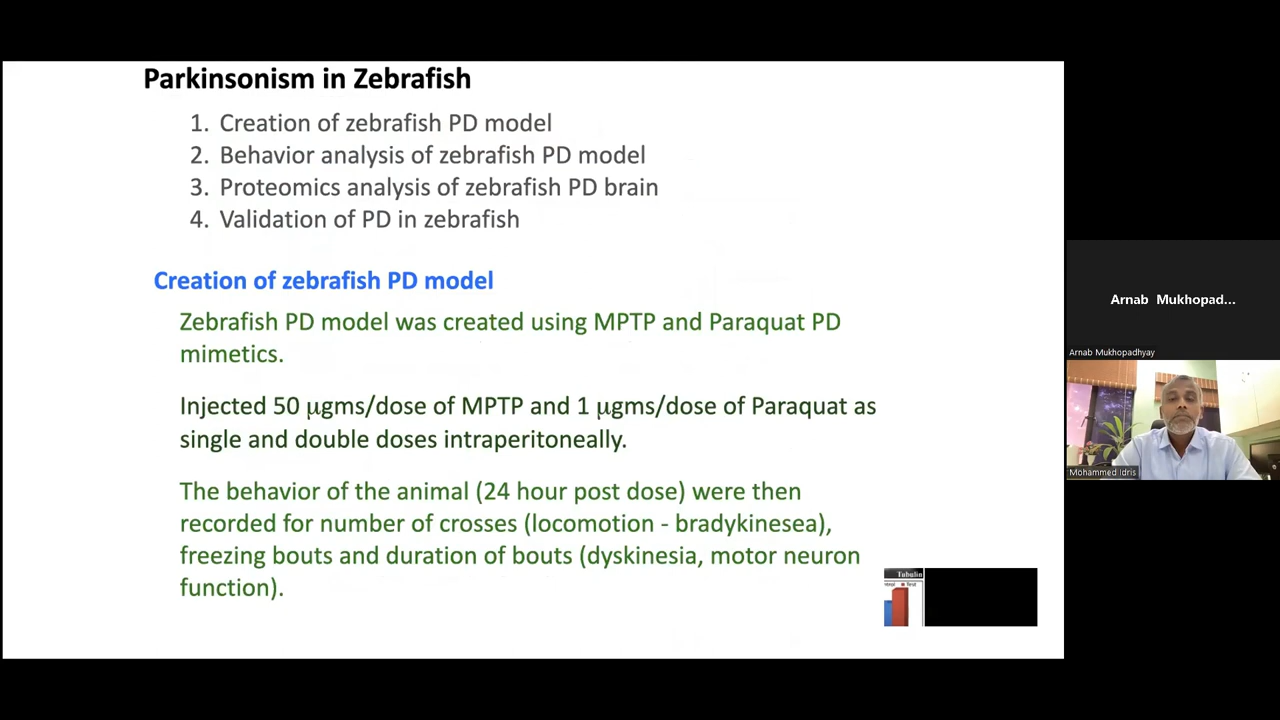 Parkinsonism in Zebrafish
1. Creation of zebrafish PD model
2. Behavior analysis of zebrafish PD model
3. Proteomics analysis of zebrafish PD brain
4. Validation of PD in zebrafish
Creation of zebrafish PD model
Zebrafish PD model was created using MPTP and Paraquat PD
mimetics.
Injected 50 µgms/dose of MPTP and 1 µgms/dose of Paraquat as
single and double doses intraperitoneally.
The behavior of the animal (24 hour post dose) were then
recorded for number of crosses (locomotion - bradykinesea),
freezing bouts and duration of bouts (dyskinesia, motor neuron
function).
Tubulin
Test
Arnab Mukhopad...
Arnab Mukhopadhyay
Mohammed Idris